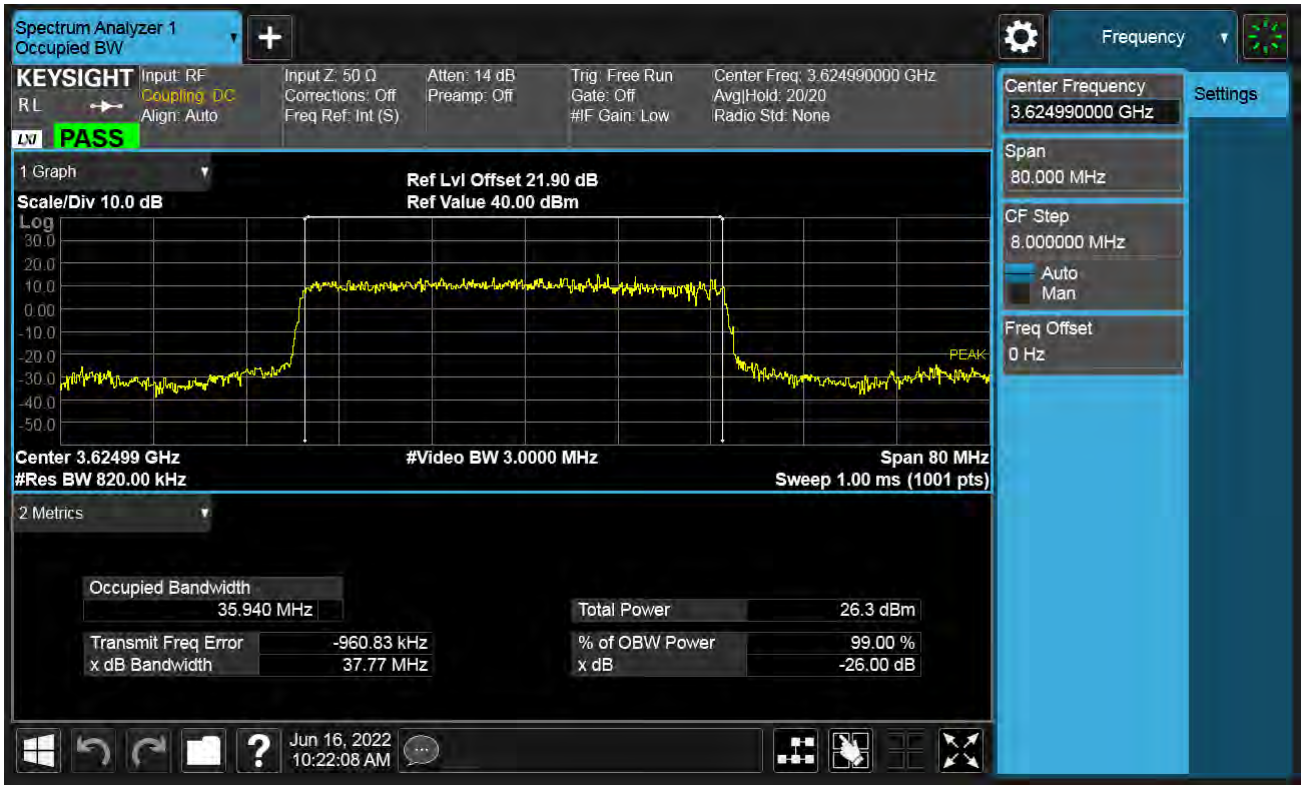 Spectrum Analyzer 1
Occupied BW
+
Frequency
KEYSIGHT
RL
LXI
PASS
Input: RF
Coupling: DC
Align: Auto
Input Z: 50 Ω
Corrections: Off
Freq Ref: Int (S)
Atten: 14 dB
Preamp: Off
Trig: Free Run
Gate: Off
#IF Gain: Low
Center Freq: 3.624990000 GHz
Avg|Hold: 20/20
Radio Std: None
Center Frequency
3.624990000 GHz
Settings
Span
80.000 MHz
CF Step
8.000000 MHz
Auto
Man
Freq Offset
0 Hz
1 Graph
Scale/Div 10.0 dB
Ref Lvl Offset 21.90 dB
Ref Value 40.00 dBm
Log
30.0
20.0
10.0
0.00
-10.0
-20.0
-30.0
-40.0
-50.0
PEAK
Center 3.62499 GHz
#Res BW 820.00 kHz
#Video BW 3.0000 MHz
Span 80 MHz
Sweep 1.00 ms (1001 pts)
2 Metrics
Occupied Bandwidth
35.940 MHz
Total Power 26.3 dBm
Transmit Freq Error -960.83 kHz
% of OBW Power 99.00 %
x dB Bandwidth 37.77 MHz
x dB -26.00 dB
?
Jun 16, 2022
10:22:08 AM